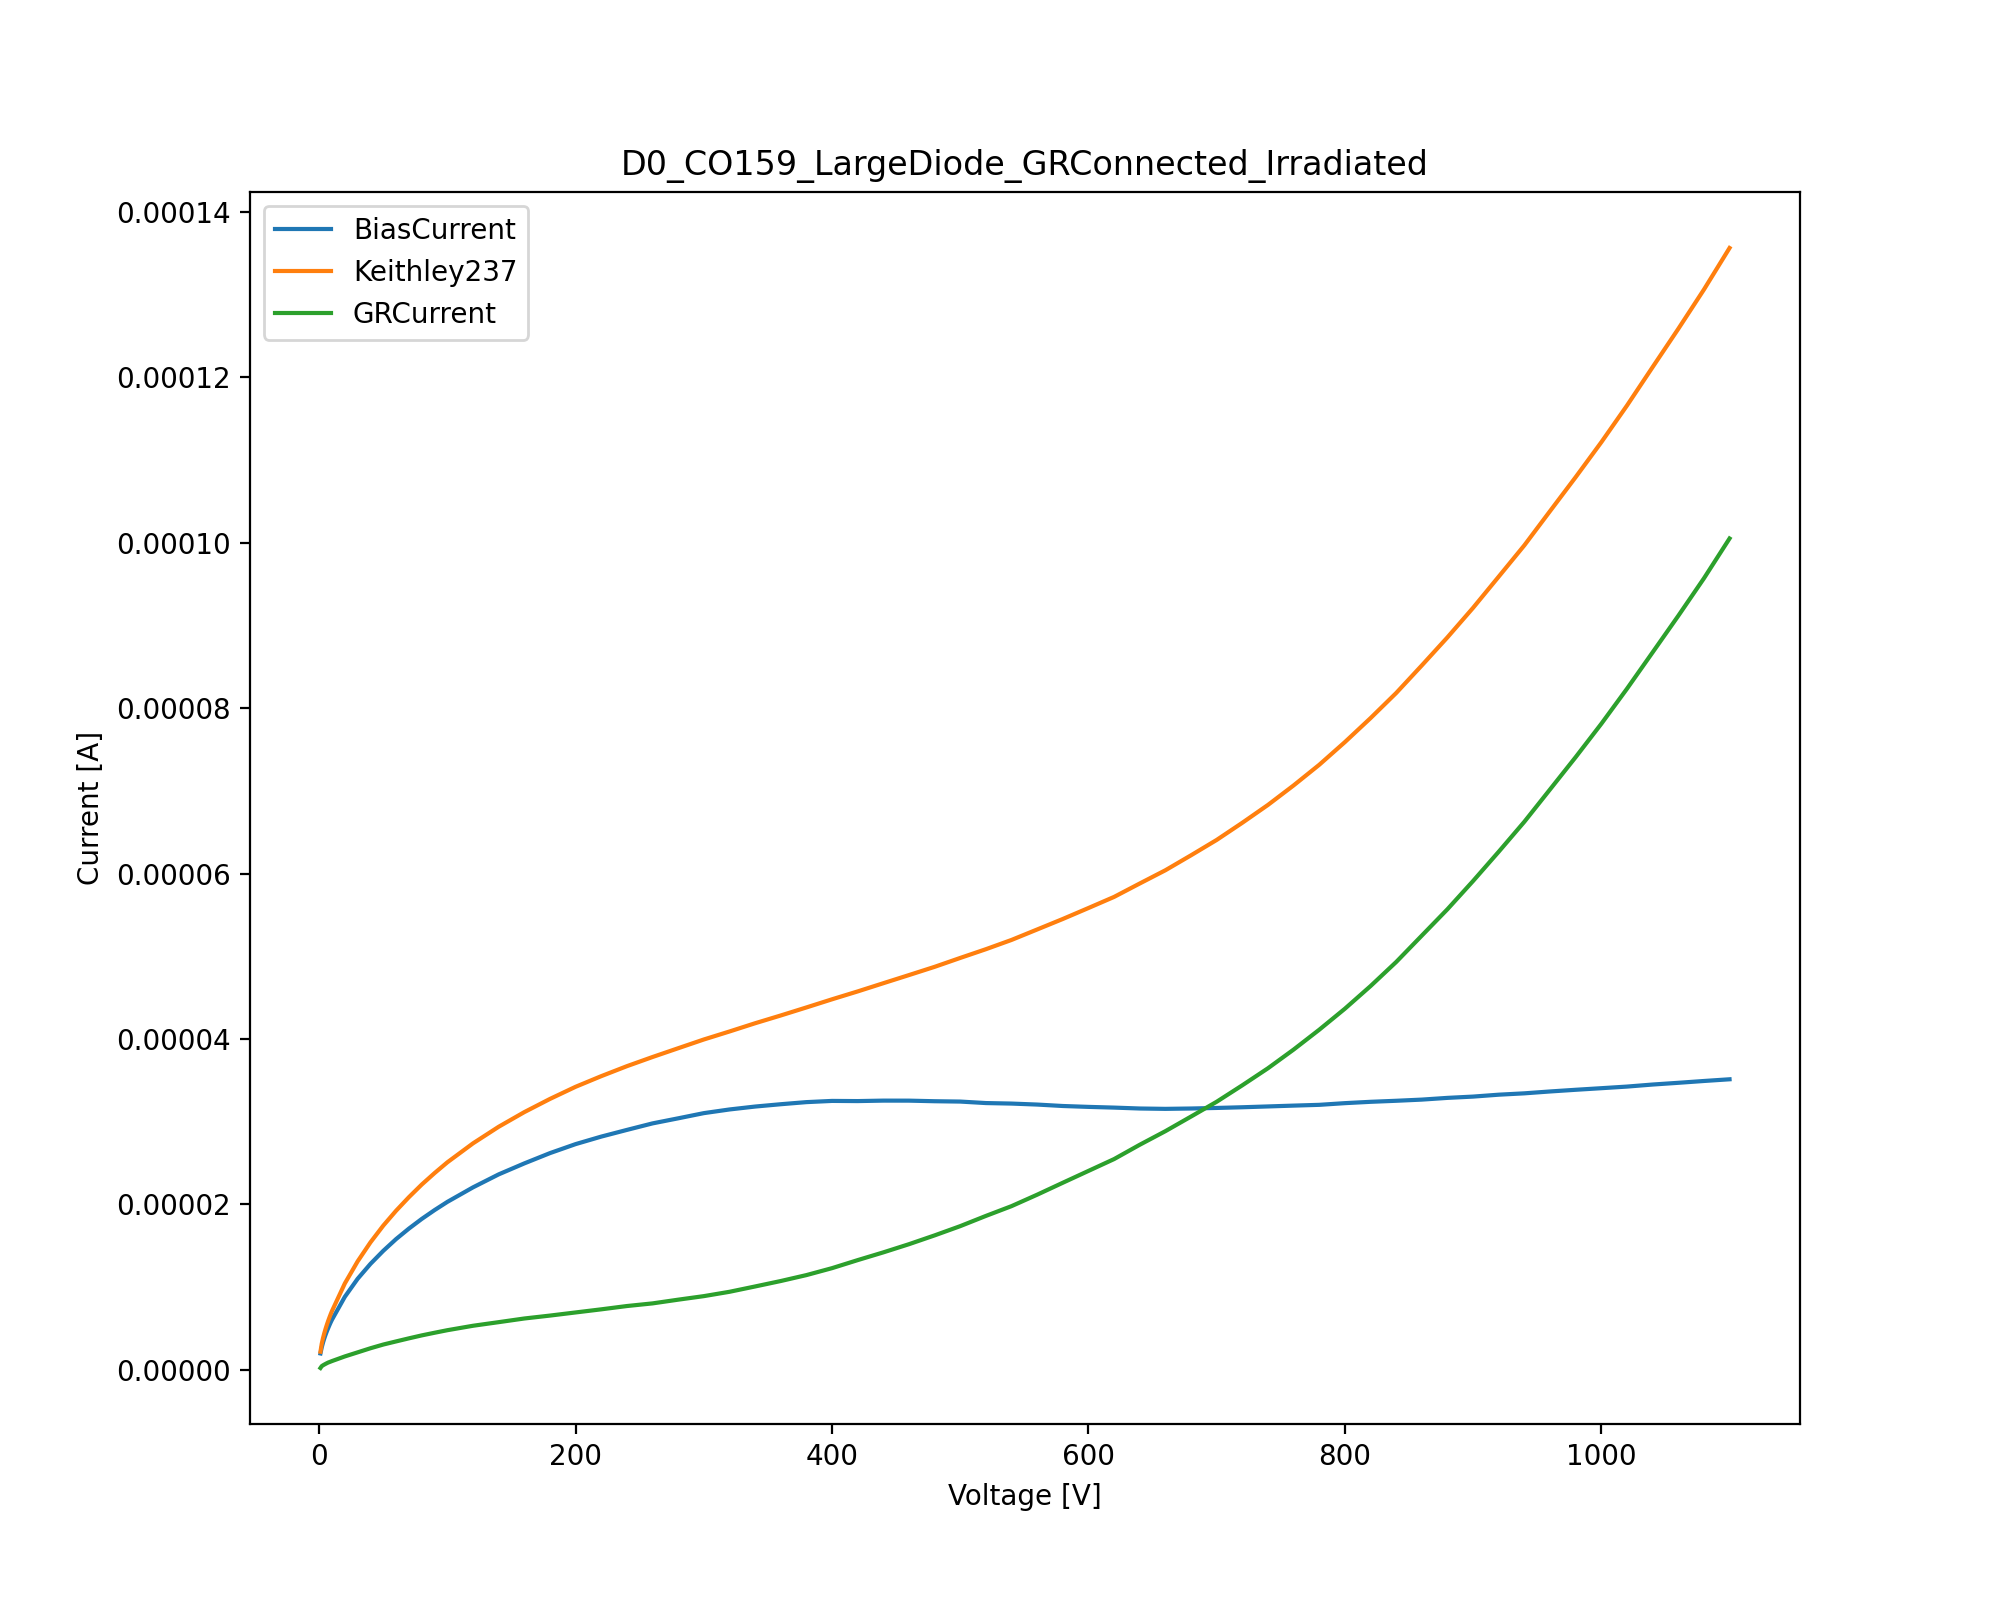 D0_CO159_LargeDiode_GRConnected_Irradiated
BiasCurrent
Keithley237
GRCurrent
Current [A]
0.00014
0.00012
0.00010
0.00008
0.00006
0.00004
0.00002
0.00000
0 200 400 600 800 1000
Voltage [V]